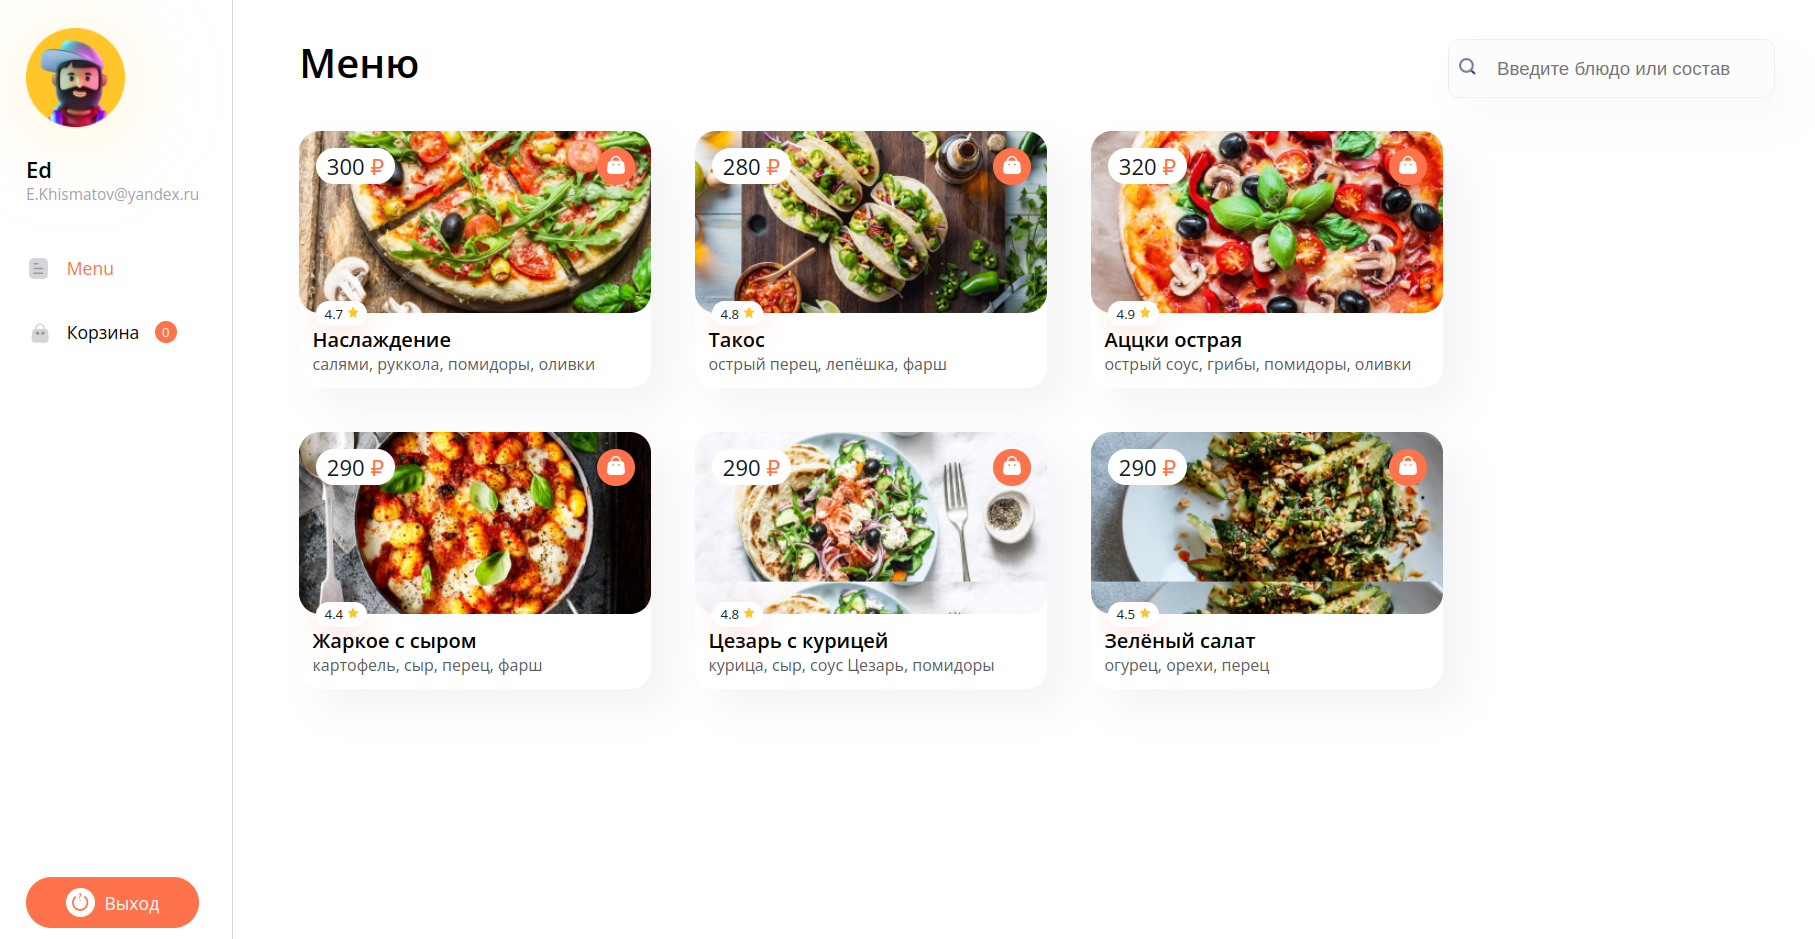 Ed
E.Khismatov@yandex.ru
Menu
Корзина 0
Выход
Меню
Введите блюдо или состав
300 ₽
4.7
Наслаждение
салями, руккола, помидоры, оливки
280 ₽
4.8
Такос
острый перец, лепёшка, фарш
320 ₽
4.9
Аццки острая
острый соус, грибы, помидоры, оливки
290 ₽
4.4
Жаркое с сыром
картофель, сыр, перец, фарш
290 ₽
4.8
Цезарь с курицей
курица, сыр, соус Цезарь, помидоры
290 ₽
4.5
Зелёный салат
огурец, орехи, перец